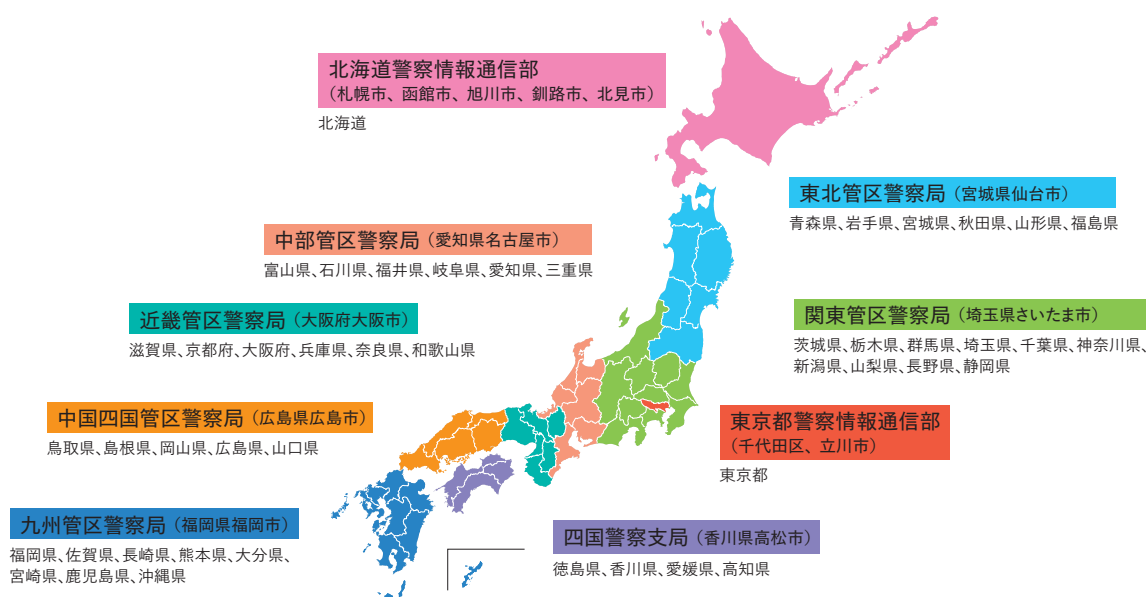 北海道警察情報通信部
（札幌市、函館市、旭川市、釧路市、北見市）
北海道
東北管区警察局（宮城県仙台市）
青森県、岩手県、宮城県、秋田県、山形県、福島県
中部管区警察局（愛知県名古屋市）
富山県、石川県、福井県、岐阜県、愛知県、三重県
近畿管区警察局（大阪府大阪市）
滋賀県、京都府、大阪府、兵庫県、奈良県、和歌山県
関東管区警察局（埼玉県さいたま市）
茨城県、栃木県、群馬県、埼玉県、千葉県、神奈川県、
新潟県、山梨県、長野県、静岡県
中国四国管区警察局（広島県広島市）
鳥取県、島根県、岡山県、広島県、山口県
東京都警察情報通信部
（千代田区、立川市）
東京都
九州管区警察局（福岡県福岡市）
福岡県、佐賀県、長崎県、熊本県、大分県、
宮崎県、鹿児島県、沖縄県
四国警察支局（香川県高松市）
徳島県、香川県、愛媛県、高知県